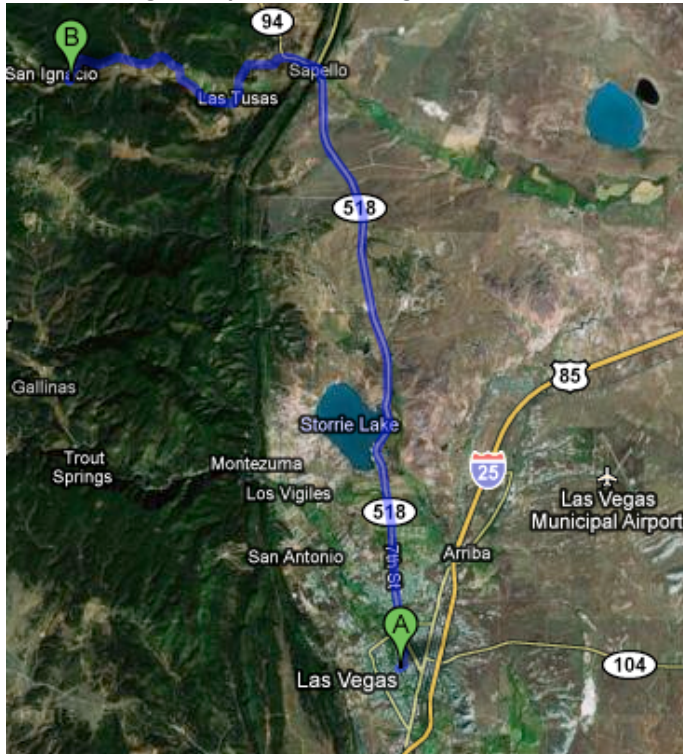 94
B
San Ignacio
Sapello
Las Tusas
518
85
Gallinas
Storrie Lake
Trout
Springs
Montezuma
25
Los Vigiles
Las Vegas
Municipal Airport
518
7th St
San Antonio
Arriba
A
Las Vegas
104